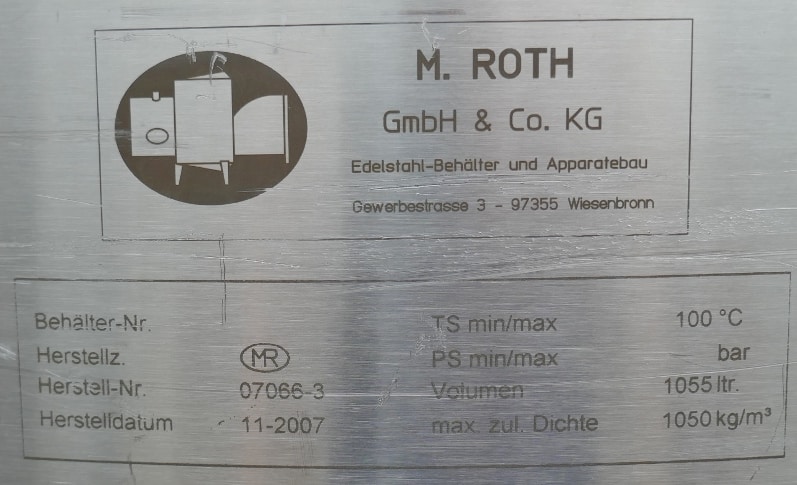 M. ROTH
GmbH & Co. KG
Edelstahl-Behälter und Apparatebau
Gewerbestrasse 3 - 97355 Wiesenbronn
Behälter-Nr.
TS min/max 100 °C
Herstellz. MR
PS min/max bar
Herstell-Nr. 07066-3
Volumen 1055 ltr.
Herstelldatum 11-2007
max. zul. Dichte 1050 kg/m³